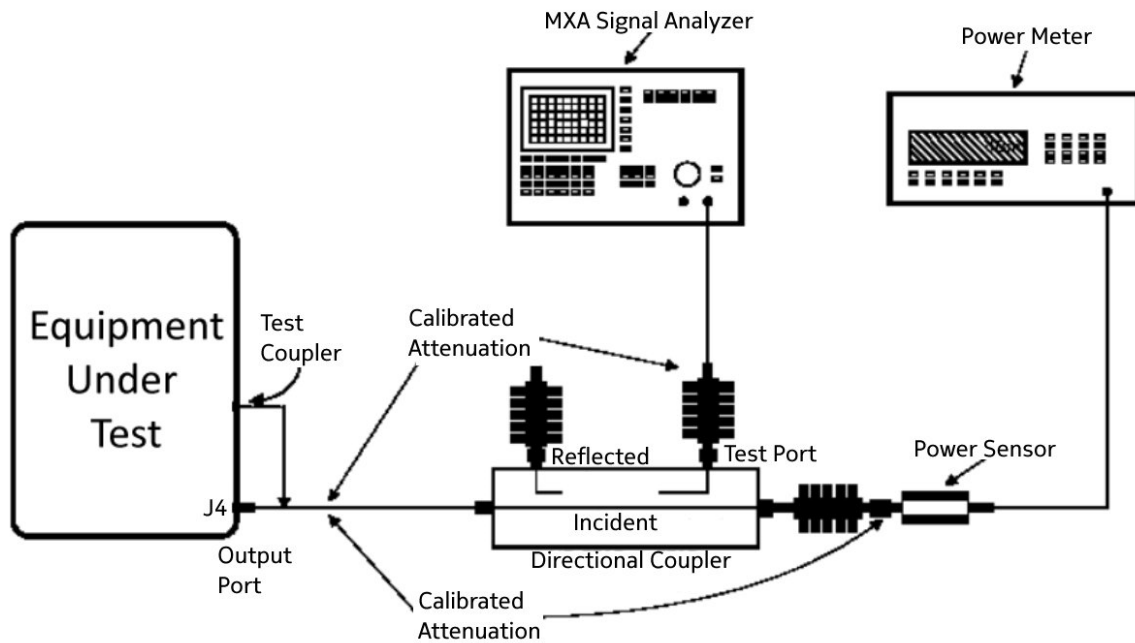 MXA Signal Analyzer
Power Meter
Equipment
Under
Test
Test
Coupler
Calibrated
Attenuation
Reflected
Test Port
Power Sensor
J4
Incident
Output
Port
Directional Coupler
Calibrated
Attenuation